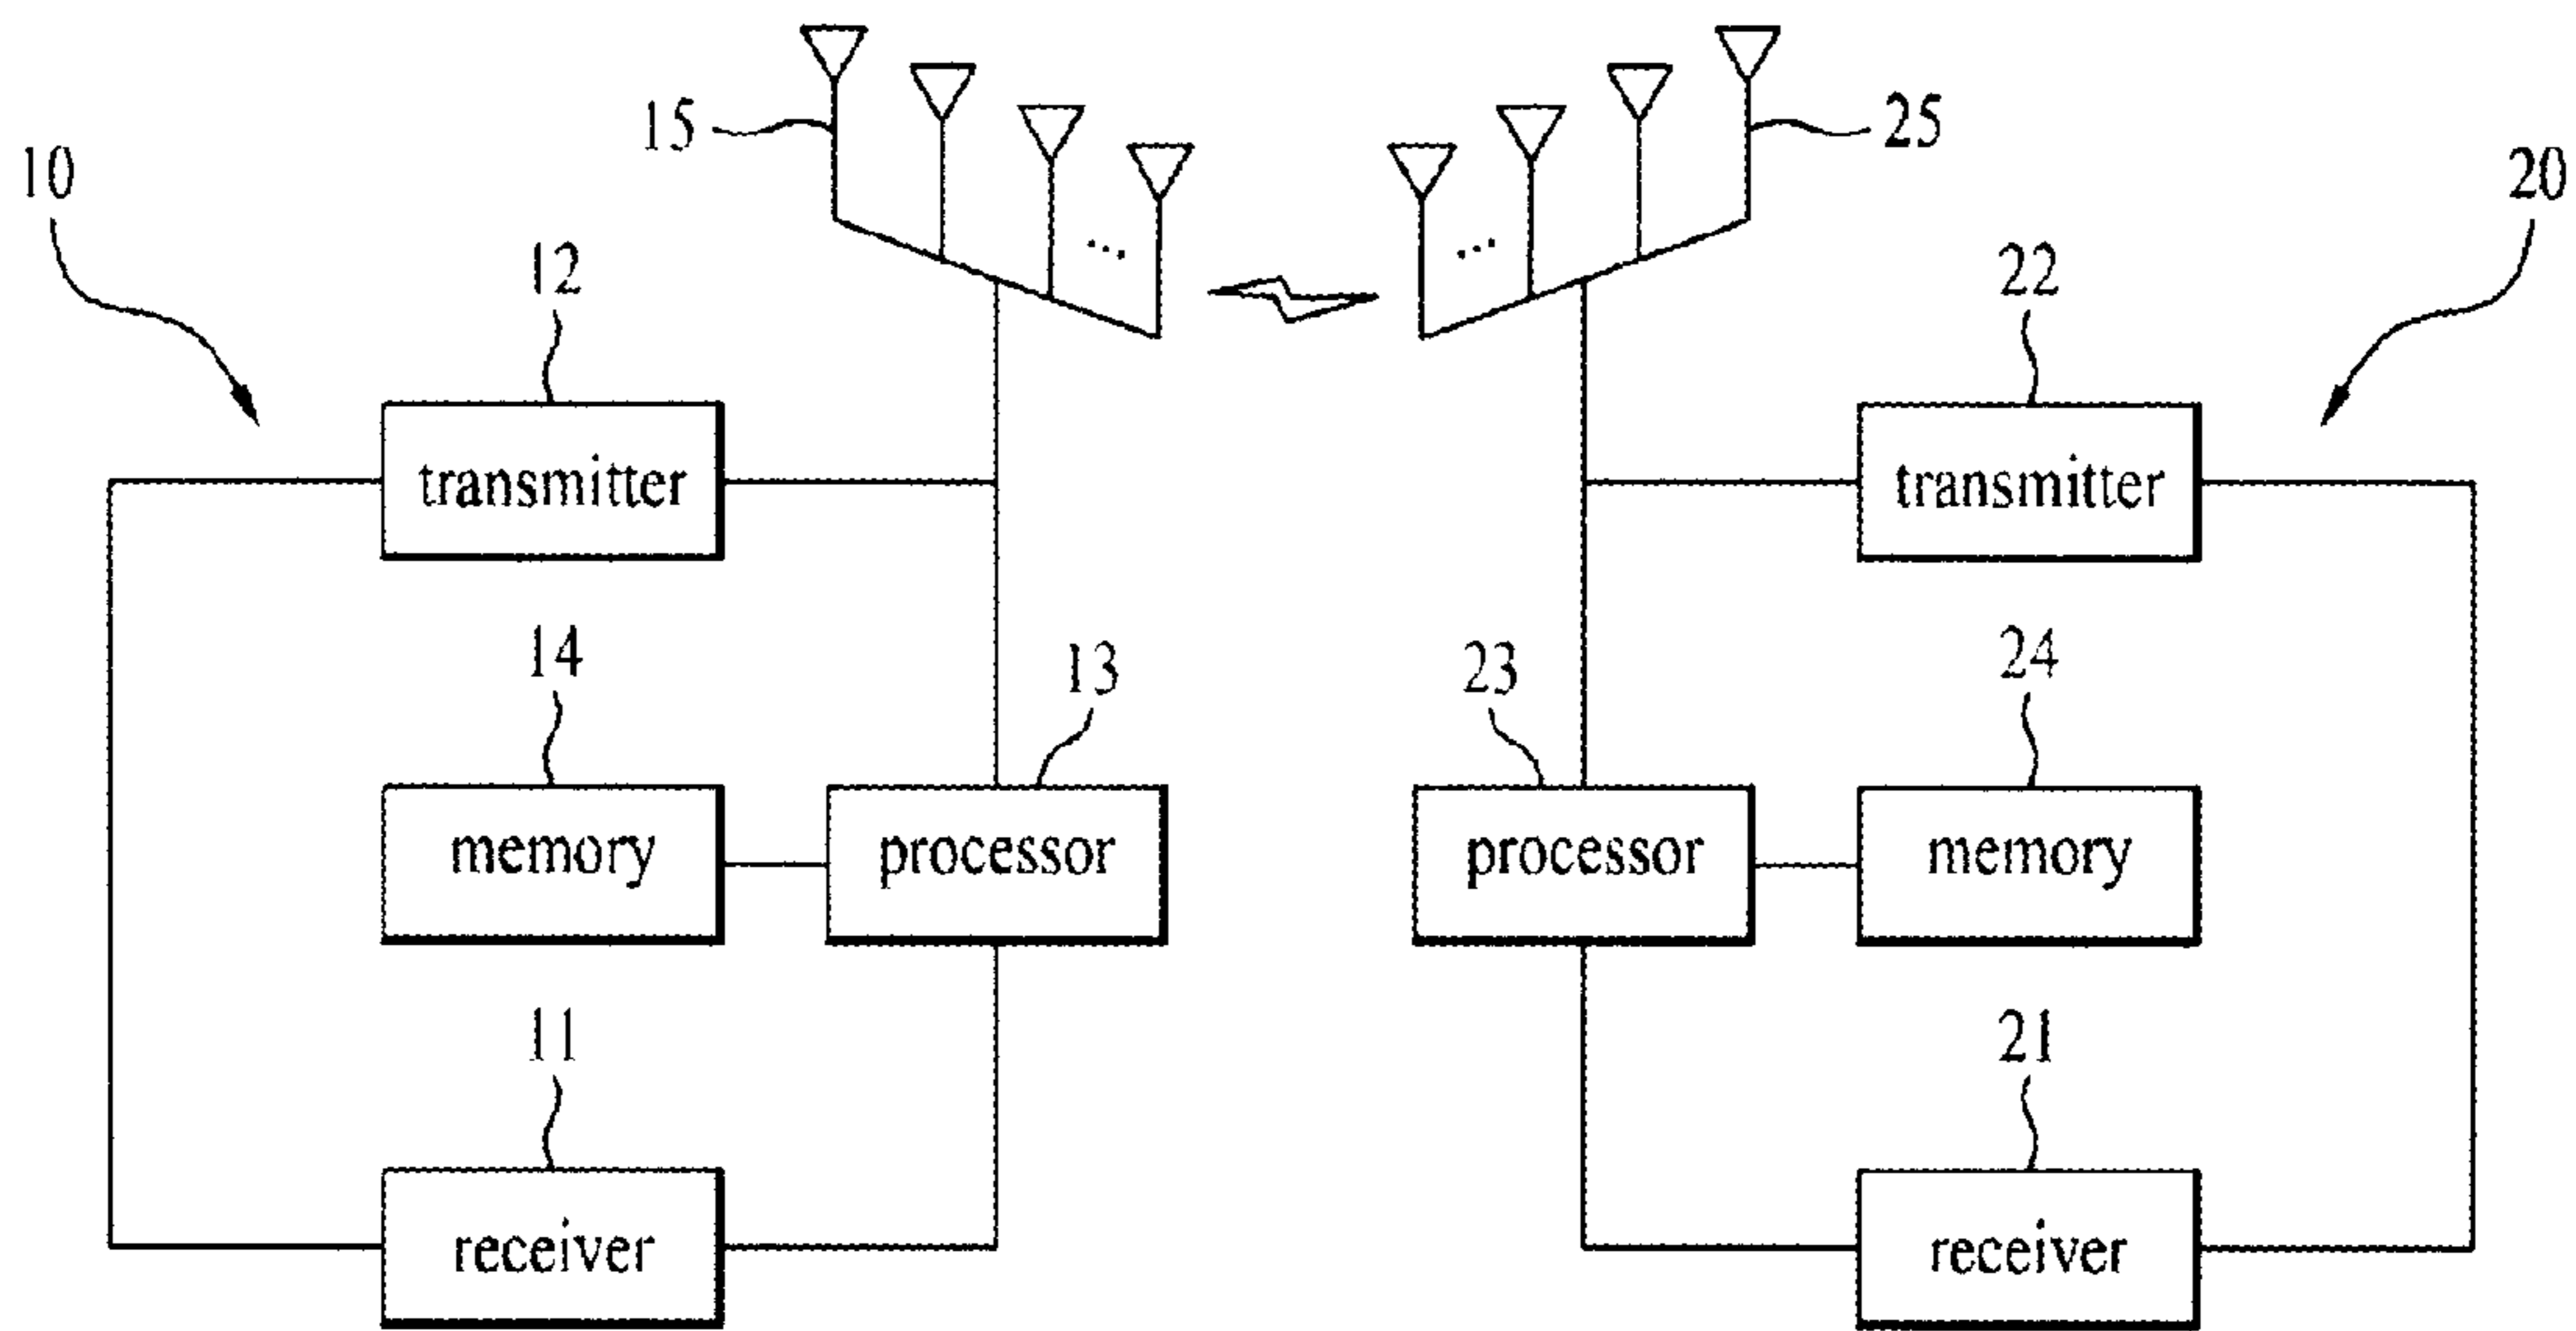 15
25
10
20
12
22
transmitter
transmitter
14
13
23
24
memory
processor
processor
memory
11
21
receiver
receiver